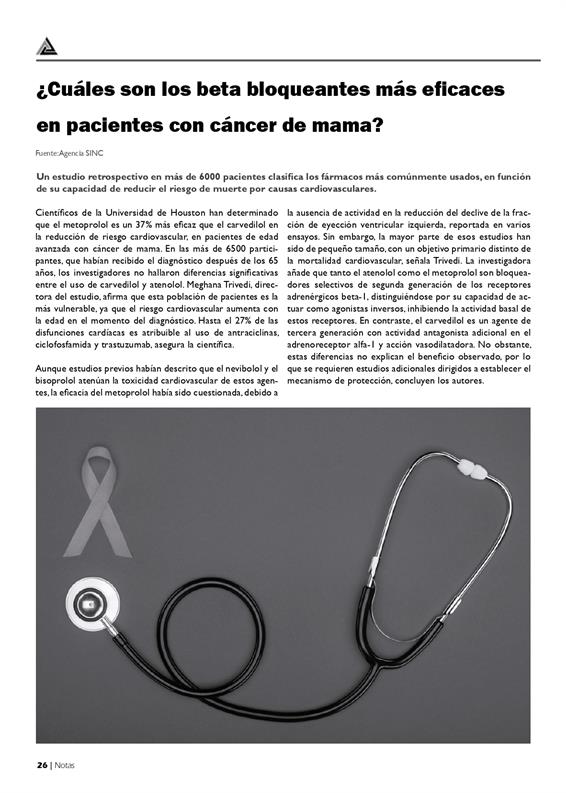 ¿Cuáles son los beta bloqueantes más eficaces
en pacientes con cáncer de mama?
Fuente: Agencia SINC
Un estudio retrospectivo en más de 6000 pacientes clasifica los fármacos más comúnmente usados, en función
de su capacidad de reducir el riesgo de muerte por causas cardiovasculares.
Científicos de la Universidad de Houston han determinado
que el metoprolol es un 37% más eficaz que el carvedilol en
la reducción de riesgo cardiovascular, en pacientes de edad
avanzada con cáncer de mama. En las más de 6500 partici-
pantes, que habían recibido el diagnóstico después de los 65
años, los investigadores no hallaron diferencias significativas
entre el uso de carvedilol y atenolol. Meghana Trivedi, direc-
tora del estudio, afirma que esta población de pacientes es la
más vulnerable, ya que el riesgo cardiovascular aumenta con
la edad en el momento del diagnóstico. Hasta el 27% de las
disfunciones cardíacas es atribuible al uso de antraciclinas,
ciclofosfamida y trastuzumab, asegura la científica.
Aunque estudios previos habían descrito que el nevibolol y el
bisoprolol atenúan la toxicidad cardiovascular de estos agen-
tes, la eficacia del metoprolol había sido cuestionada, debido a
la ausencia de actividad en la reducción del declive de la frac-
ción de eyección ventricular izquierda, reportada en varios
ensayos. Sin embargo, la mayor parte de esos estudios han
sido de pequeño tamaño, con un objetivo primario distinto de
la mortalidad cardiovascular, señala Trivedi. La investigadora
añade que tanto el atenolol como el metoprolol son bloquea-
dores selectivos de segunda generación de los receptores
adrenérgicos beta-1, distinguiéndose por su capacidad de ac-
tuar como agonistas inversos, inhibiendo la actividad basal de
estos receptores. En contraste, el carvedilol es un agente de
tercera generación con actividad antagonista adicional en el
adrenoreceptor alfa-1 y acción vasodilatadora. No obstante,
estas diferencias no explican el beneficio observado, por lo
que se requieren estudios adicionales dirigidos a establecer el
mecanismo de protección, concluyen los autores.
26 | Notas